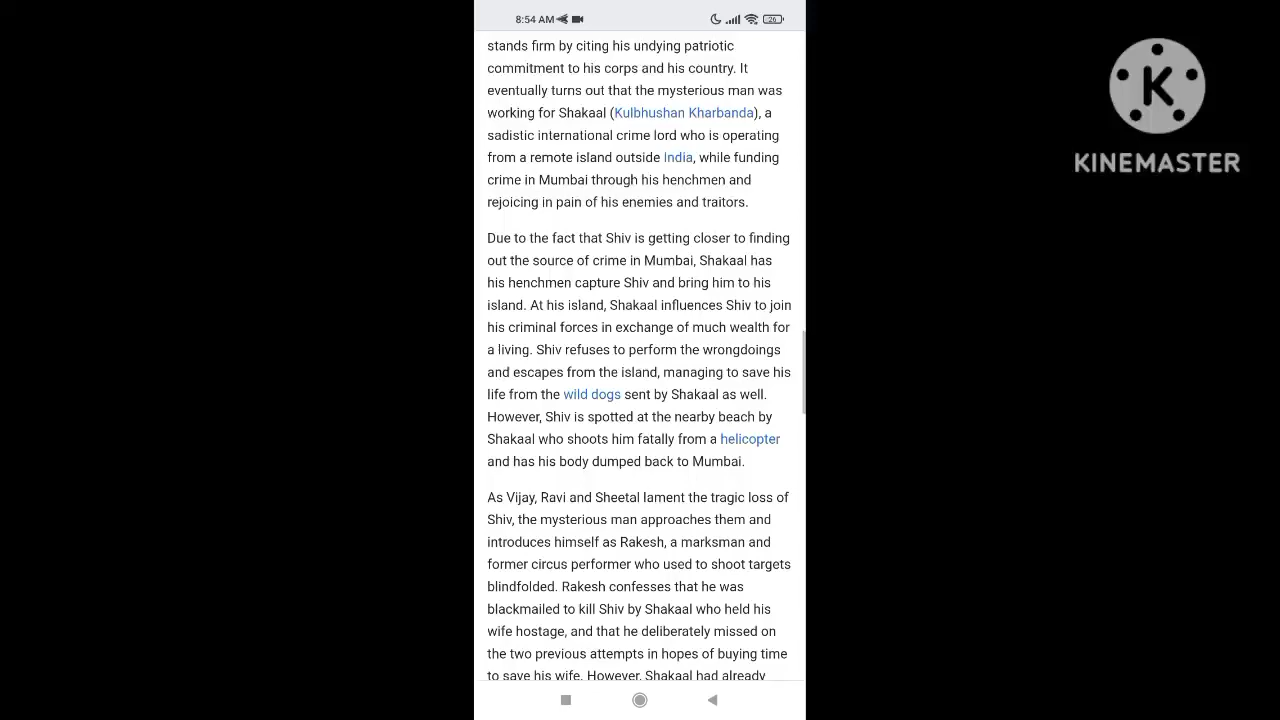 8:54 AM
26
stands firm by citing his undying patriotic
commitment to his corps and his country. It
eventually turns out that the mysterious man was
working for Shakaal (Kulbhushan Kharbanda), a
sadistic international crime lord who is operating
from a remote island outside India, while funding
crime in Mumbai through his henchmen and
rejoicing in pain of his enemies and traitors.
Due to the fact that Shiv is getting closer to finding
out the source of crime in Mumbai, Shakaal has
his henchmen capture Shiv and bring him to his
island. At his island, Shakaal influences Shiv to join
his criminal forces in exchange of much wealth for
a living. Shiv refuses to perform the wrongdoings
and escapes from the island, managing to save his
life from the wild dogs sent by Shakaal as well.
However, Shiv is spotted at the nearby beach by
Shakaal who shoots him fatally from a helicopter
and has his body dumped back to Mumbai.
As Vijay, Ravi and Sheetal lament the tragic loss of
Shiv, the mysterious man approaches them and
introduces himself as Rakesh, a marksman and
former circus performer who used to shoot targets
blindfolded. Rakesh confesses that he was
blackmailed to kill Shiv by Shakaal who held his
wife hostage, and that he deliberately missed on
the two previous attempts in hopes of buying time
to save his wife. However, Shakaal had already
K
KINEMASTER